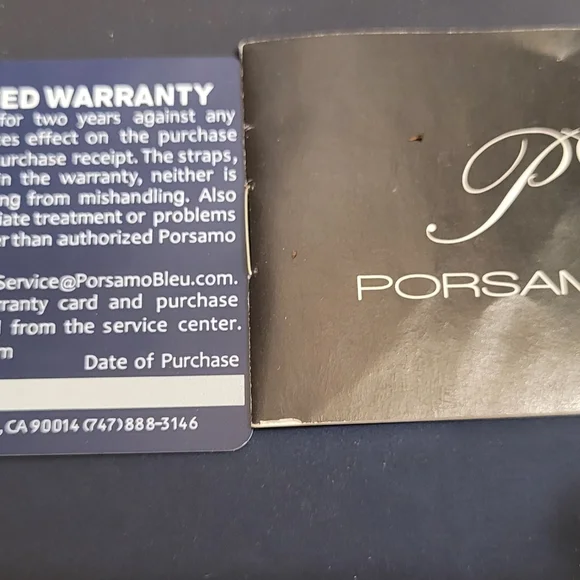 ED WARRANTY
for two years against any
es effect on the purchase
urchase receipt. The straps,
in the warranty, neither is
ng from mishandling. Also
iate treatment or problems
r than authorized Porsamo
Service@PorsamoBleu.com.
rranty card and purchase
from the service center.
m
Date of Purchase
, CA 90014 (747)888-3146
P
PORSAM